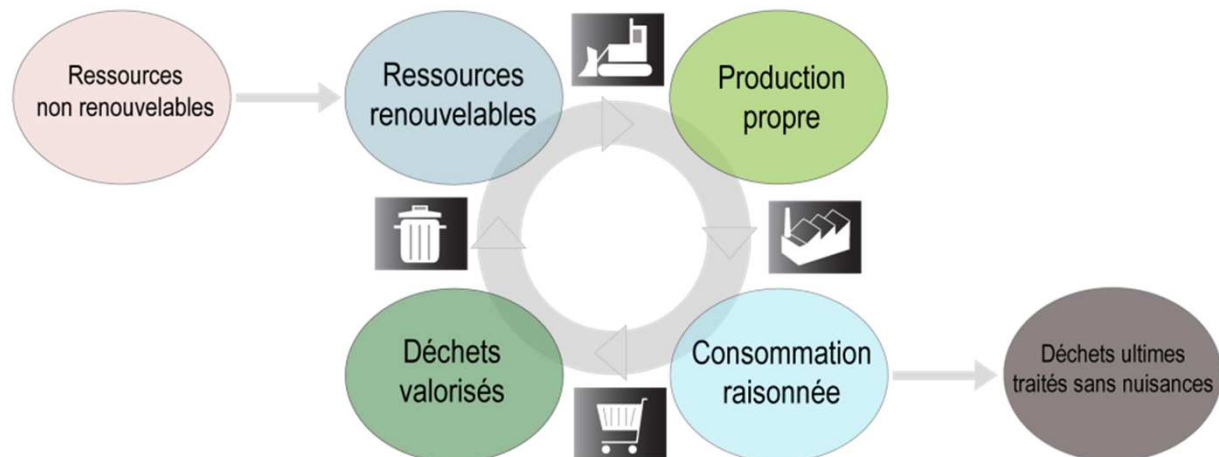 Ressources
non renouvelables
Ressources
renouvelables
Production
propre
Déchets
valorisés
Consommation
raisonnée
Déchets ultimes
traités sans nuisances